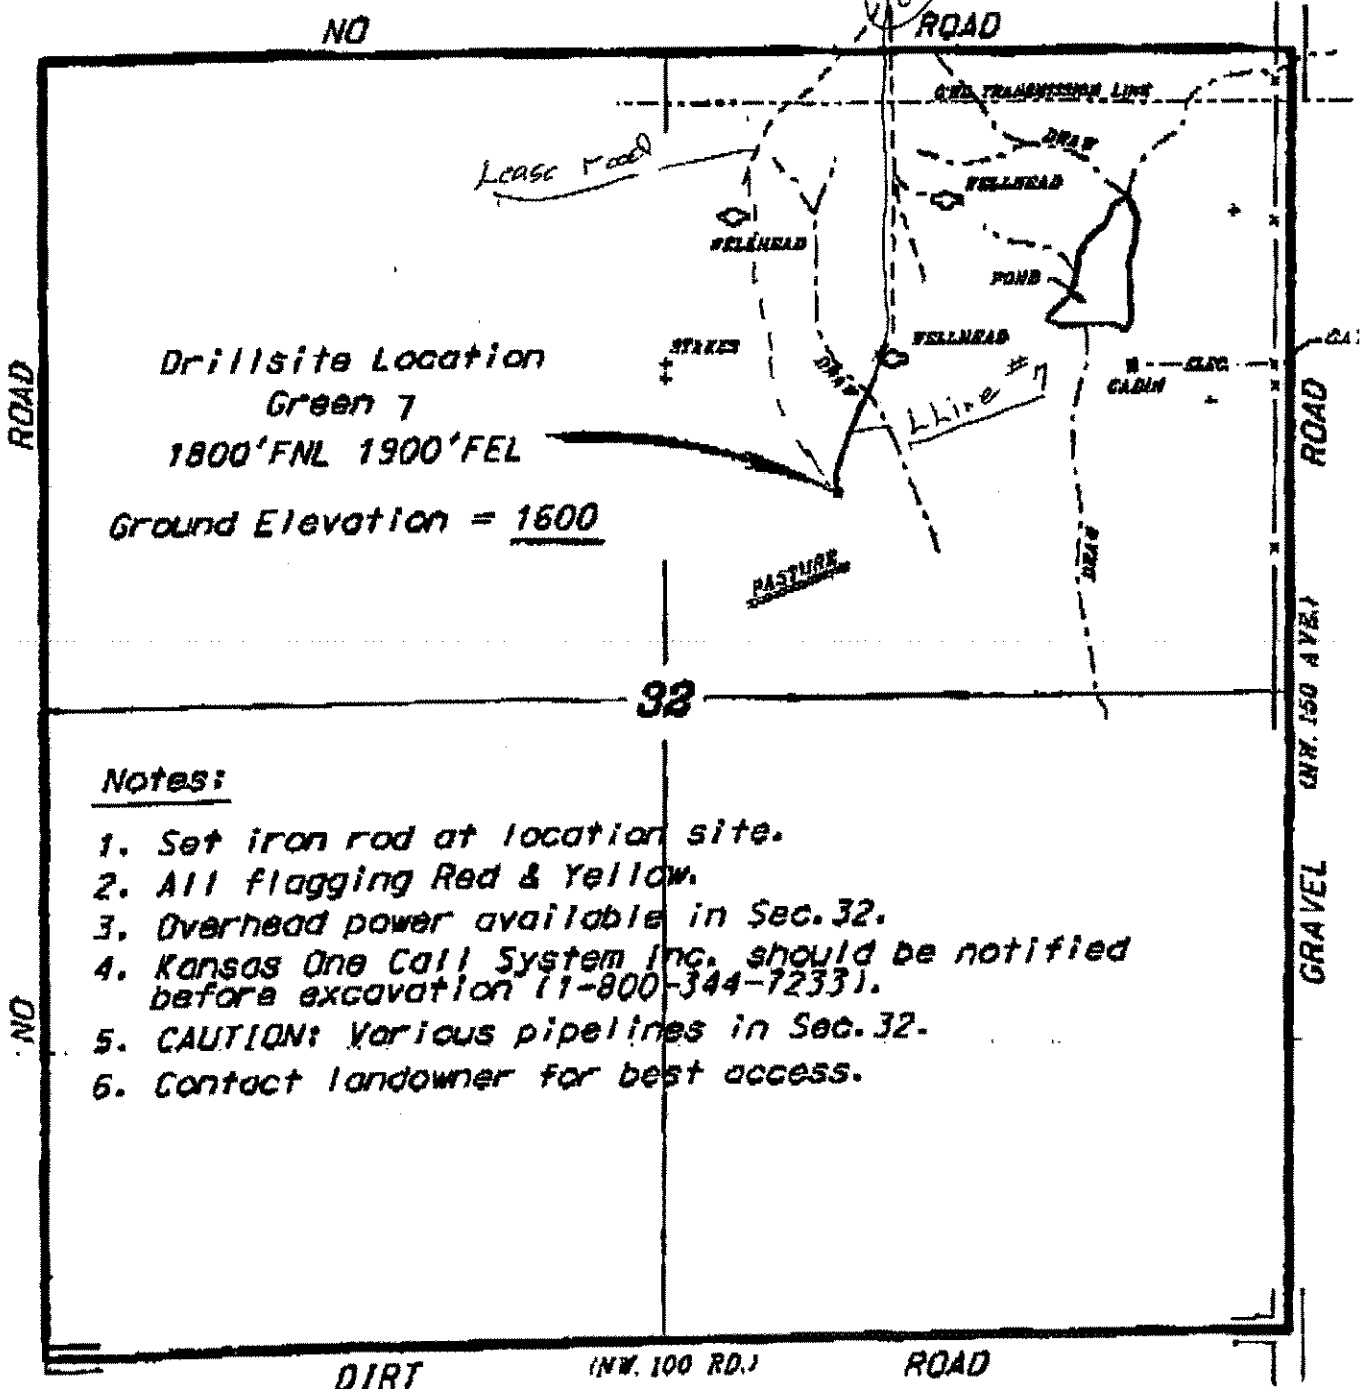 NO ROAD
O'HD TRANSMISSION LINE
DRAW
Lease road
WELLHEAD
WELLHEAD
POND
STAKES
WELLHEAD
DRAW
L Line #7
CABIN
ELEC.
Drillsite Location
Green 7
1800'FNL 1900'FEL
Ground Elevation = 1600
PASTURE
DRAW
32
Notes:
1. Set iron rod at location site.
2. All flagging Red & Yellow.
3. Overhead power available in Sec.32.
4. Kansas One Call System Inc. should be notified
before excavation (1-800-344-7233).
5. CAUTION: Various pipelines in Sec.32.
6. Contact landowner for best access.
NO ROAD
GRAVEL (NW. 150 AVE.) ROAD
DIRT (NW. 100 RD.) ROAD